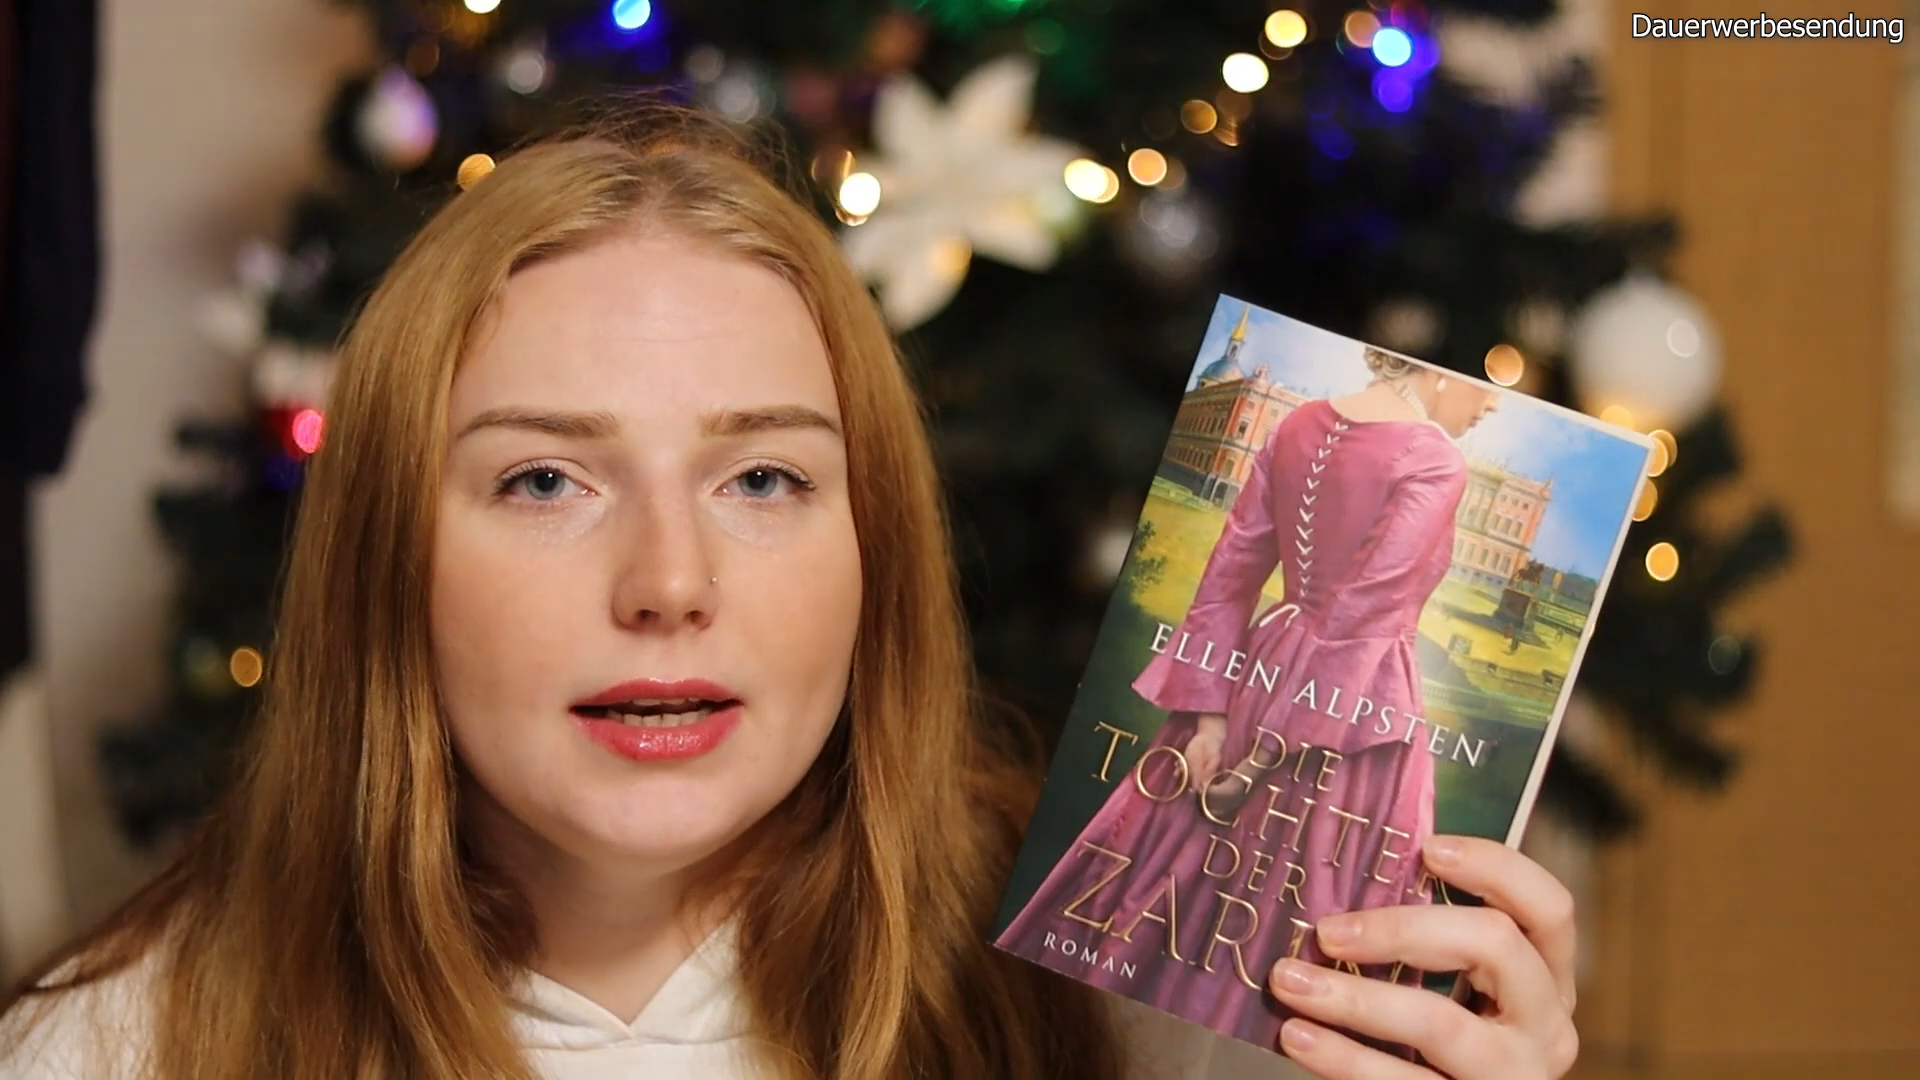 Dauerwerbesendung
ELLEN ALPSTEN
DIE
TOCHTER
DER
ZARIN
ROMAN